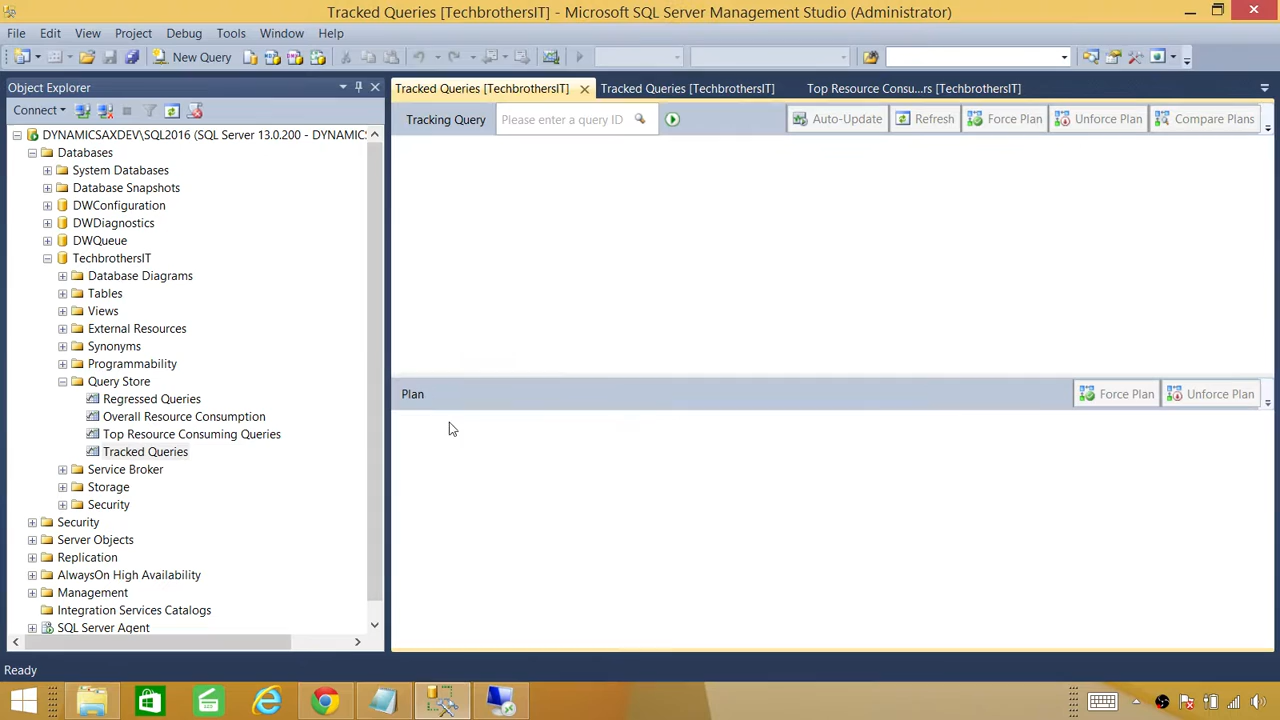 Tracked Queries [TechbrothersIT] - Microsoft SQL Server Management Studio (Administrator)
File Edit View Project Debug Tools Window Help
New Query
Object Explorer
Tracked Queries [TechbrothersIT]
Tracked Queries [TechbrothersIT]
Top Resource Consu...rs [TechbrothersIT]
Connect
Tracking Query
Please enter a query ID
Auto-Update
Refresh
Force Plan
Unforce Plan
Compare Plans
DYNAMICSAXDEV\SQL2016 (SQL Server 13.0.200 - DYNAMICS
Databases
System Databases
Database Snapshots
DWConfiguration
DWDiagnostics
DWQueue
TechbrothersIT
Database Diagrams
Tables
Views
External Resources
Synonyms
Programmability
Query Store
Regressed Queries
Overall Resource Consumption
Top Resource Consuming Queries
Tracked Queries
Service Broker
Storage
Security
Security
Server Objects
Replication
AlwaysOn High Availability
Management
Integration Services Catalogs
SQL Server Agent
Plan
Force Plan
Unforce Plan
Ready